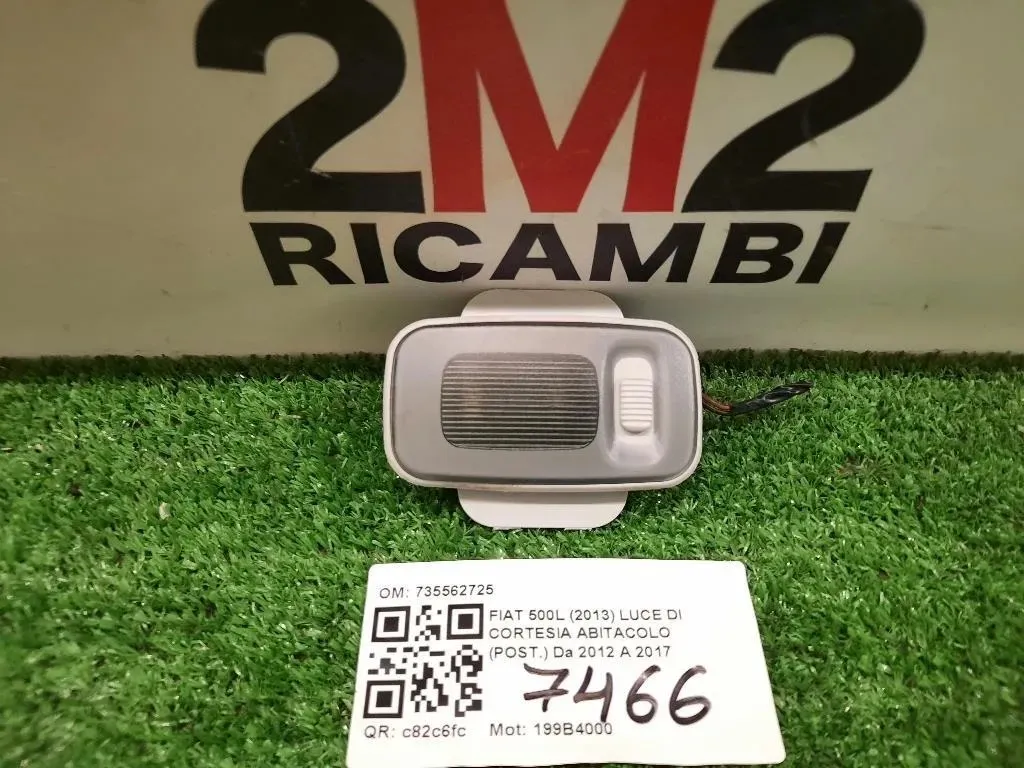 2M2
RICAMBI
OM: 735562725
FIAT 500L (2013) LUCE DI
CORTESIA ABITACOLO
(POST.) Da 2012 A 2017
7466
QR: c82c6fc Mot: 199B4000